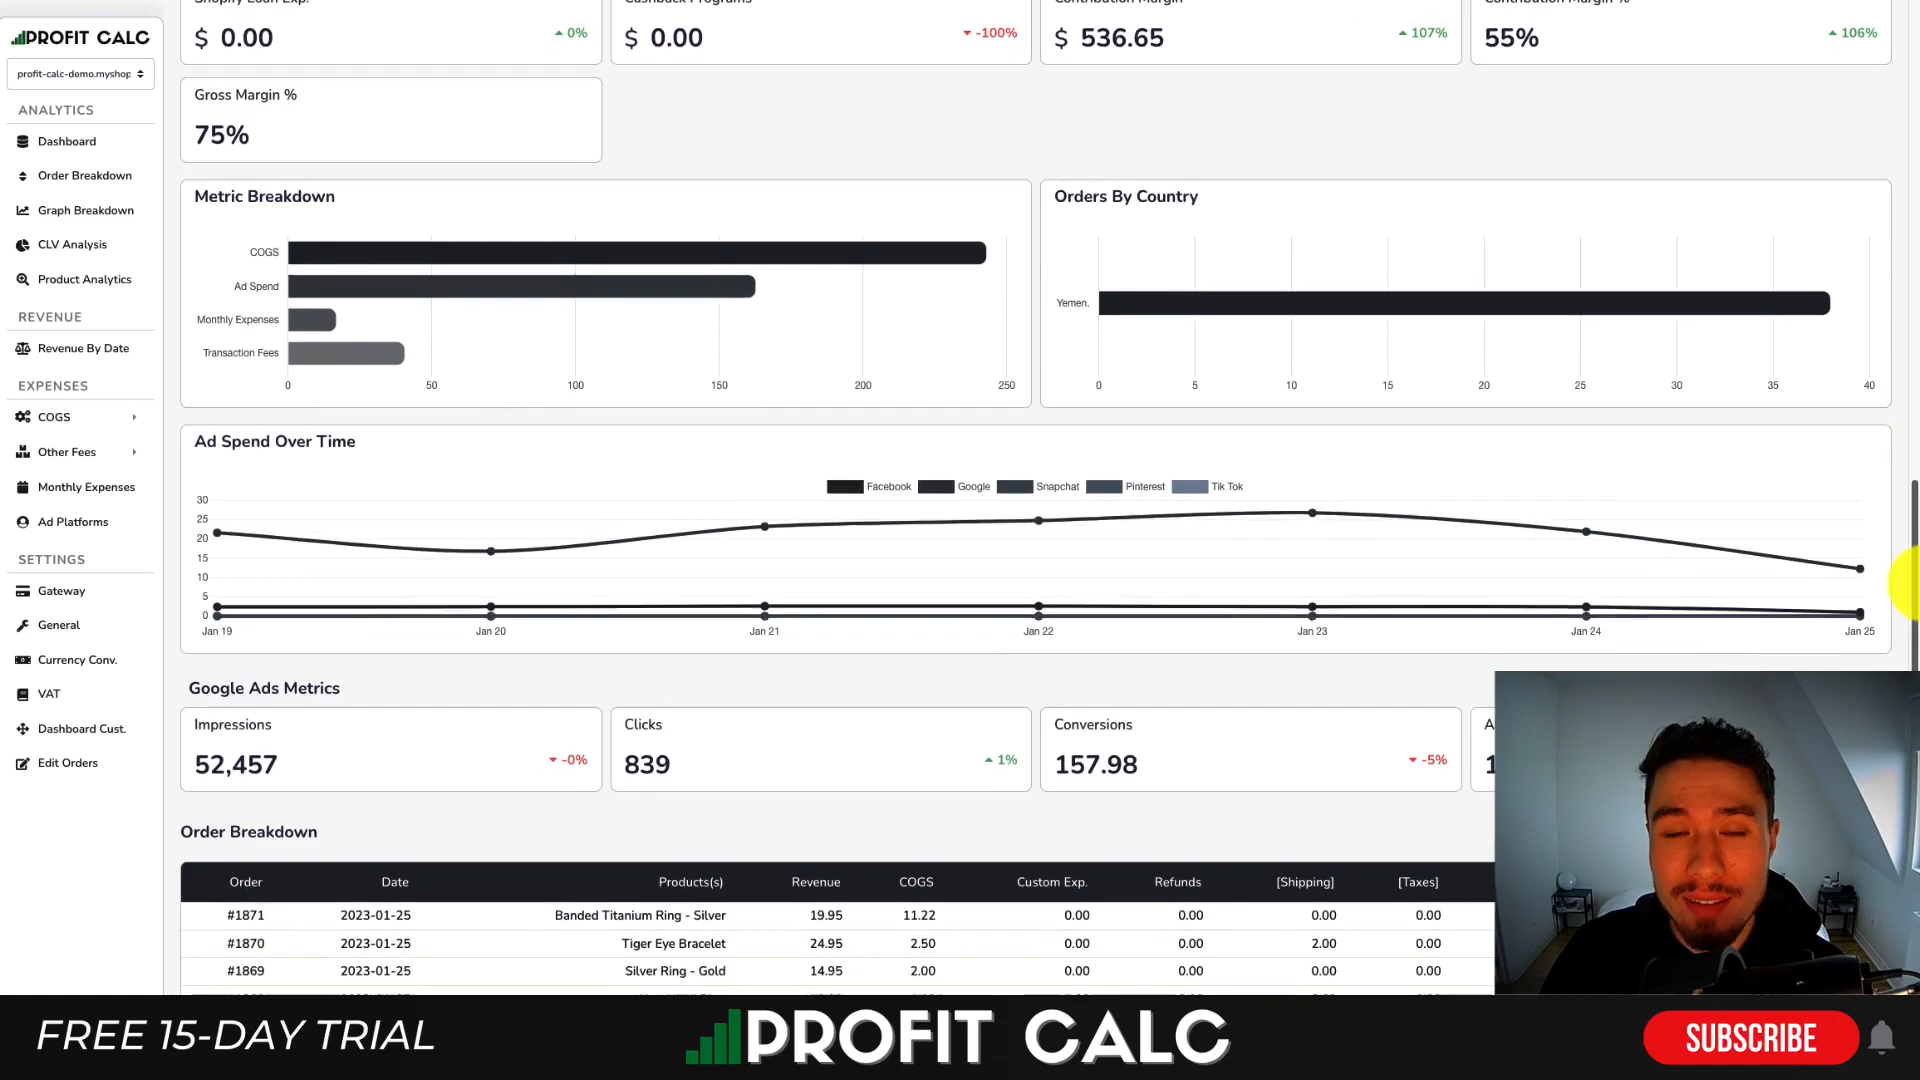 PROFIT CALC
profit-calc-demo.myshop
ANALYTICS
Dashboard
Order Breakdown
Graph Breakdown
CLV Analysis
Product Analytics
REVENUE
Revenue By Date
EXPENSES
COGS
Other Fees
Monthly Expenses
Ad Platforms
SETTINGS
Gateway
General
Currency Conv.
VAT
Dashboard Cust.
Edit Orders
$ 0.00 0%
$ 0.00 -100%
$ 536.65 107%
55% 106%
Gross Margin %
75%
Metric Breakdown
COGS
Ad Spend
Monthly Expenses
Transaction Fees
0 50 100 150 200 250
Orders By Country
Yemen.
0 5 10 15 20 25 30 35 40
Ad Spend Over Time
Facebook Google Snapchat Pinterest Tik Tok
30
25
20
15
10
5
0
Jan 19 Jan 20 Jan 21 Jan 22 Jan 23 Jan 24 Jan 25
Google Ads Metrics
Impressions
52,457 -0%
Clicks
839 1%
Conversions
157.98 -5%
Order Breakdown
Order Date Products(s) Revenue COGS Custom Exp. Refunds [Shipping] [Taxes]
#1871 2023-01-25 Banded Titanium Ring - Silver 19.95 11.22 0.00 0.00 0.00 0.00
#1870 2023-01-25 Tiger Eye Bracelet 24.95 2.50 0.00 0.00 2.00 0.00
#1869 2023-01-25 Silver Ring - Gold 14.95 2.00 0.00 0.00 0.00 0.00
FREE 15-DAY TRIAL
PROFIT CALC
SUBSCRIBE